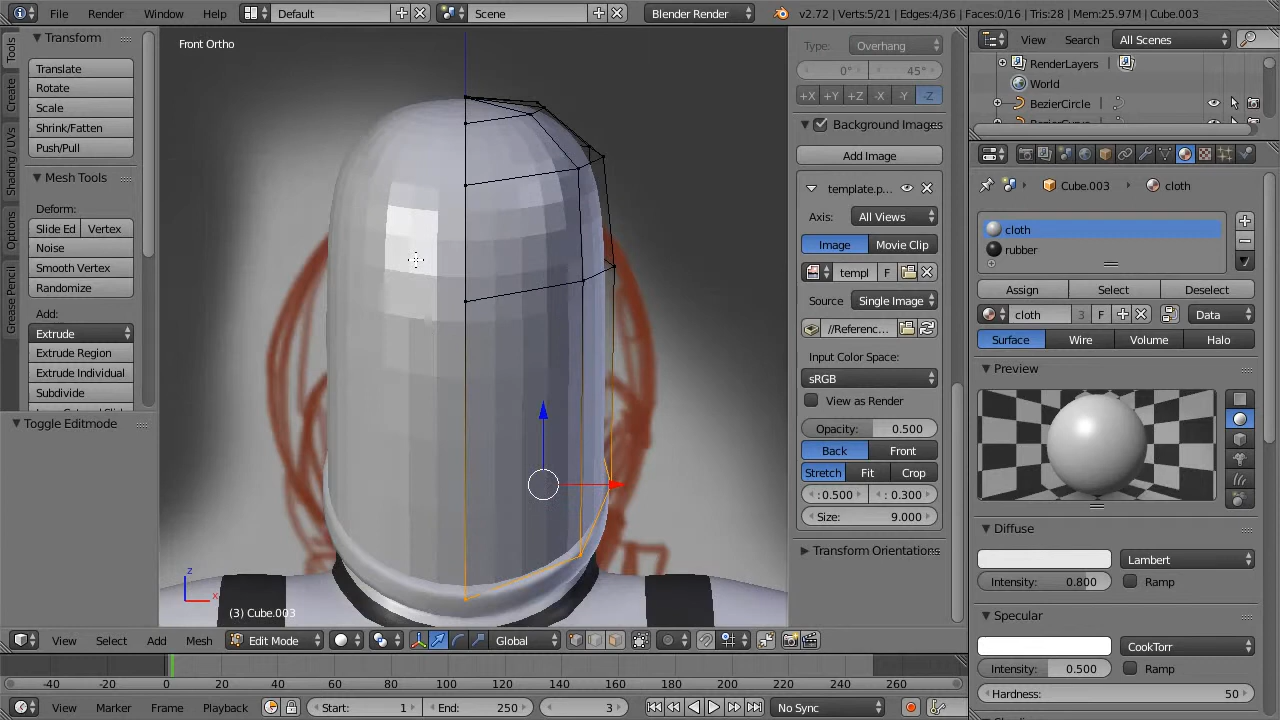 File Render Window Help Default Scene Blender Render v2.72 | Verts:5/21 | Edges:4/36 | Faces:0/16 | Tris:28 | Mem:25.97M | Cube.003
Tools
Create
Shading / UVs
Options
Grease Pencil
Transform
Translate
Rotate
Scale
Shrink/Fatten
Push/Pull
Mesh Tools
Deform:
Slide Ed Vertex
Noise
Smooth Vertex
Randomize
Add:
Extrude
Extrude Region
Extrude Individual
Subdivide
Toggle Editmode
Front Ortho
z
x
(3) Cube.003
Type: Overhang
0° 45°
+X +Y +Z -X -Y -Z
Background Images
Add Image
template.p...
Axis: All Views
Image Movie Clip
templ F
Source Single Image
//Referenc...
Input Color Space:
sRGB
View as Render
Opacity: 0.500
Back Front
Stretch Fit Crop
: 0.500 : 0.300
Size: 9.000
Transform Orientations
View Search All Scenes
RenderLayers
World
BezierCircle
Cube.003 cloth
cloth
rubber
Assign Select Deselect
cloth 3 F Data
Surface Wire Volume Halo
Preview
Diffuse
Lambert
Intensity: 0.800 Ramp
Specular
CookTorr
Intensity: 0.500 Ramp
Hardness: 50
View Select Add Mesh Edit Mode Global
-40 -20 0 20 40 60 80 100 120 140 160 180 200 220 240 260
View Marker Frame Playback Start: 1 End: 250 3 No Sync